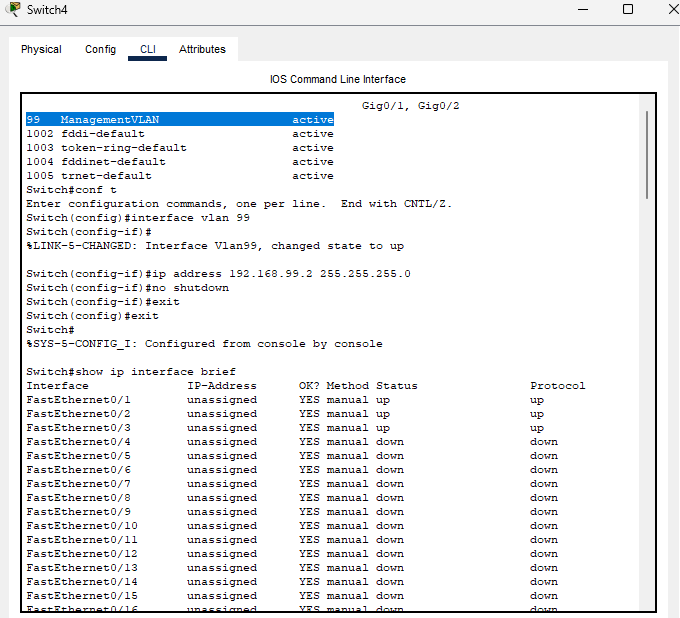 Switch4
Physical Config CLI Attributes
IOS Command Line Interface
Gig0/1, Gig0/2
99 ManagementVLAN active
1002 fddi-default active
1003 token-ring-default active
1004 fddinet-default active
1005 trnet-default active
Switch#conf t
Enter configuration commands, one per line. End with CNTL/Z.
Switch(config)#interface vlan 99
Switch(config-if)#
%LINK-5-CHANGED: Interface Vlan99, changed state to up
Switch(config-if)#ip address 192.168.99.2 255.255.255.0
Switch(config-if)#no shutdown
Switch(config-if)#exit
Switch(config)#exit
Switch#
%SYS-5-CONFIG_I: Configured from console by console
Switch#show ip interface brief
Interface IP-Address OK? Method Status Protocol
FastEthernet0/1 unassigned YES manual up up
FastEthernet0/2 unassigned YES manual up up
FastEthernet0/3 unassigned YES manual up up
FastEthernet0/4 unassigned YES manual down down
FastEthernet0/5 unassigned YES manual down down
FastEthernet0/6 unassigned YES manual down down
FastEthernet0/7 unassigned YES manual down down
FastEthernet0/8 unassigned YES manual down down
FastEthernet0/9 unassigned YES manual down down
FastEthernet0/10 unassigned YES manual down down
FastEthernet0/11 unassigned YES manual down down
FastEthernet0/12 unassigned YES manual down down
FastEthernet0/13 unassigned YES manual down down
FastEthernet0/14 unassigned YES manual down down
FastEthernet0/15 unassigned YES manual down down
FastEthernet0/16 unassigned YES manual down down